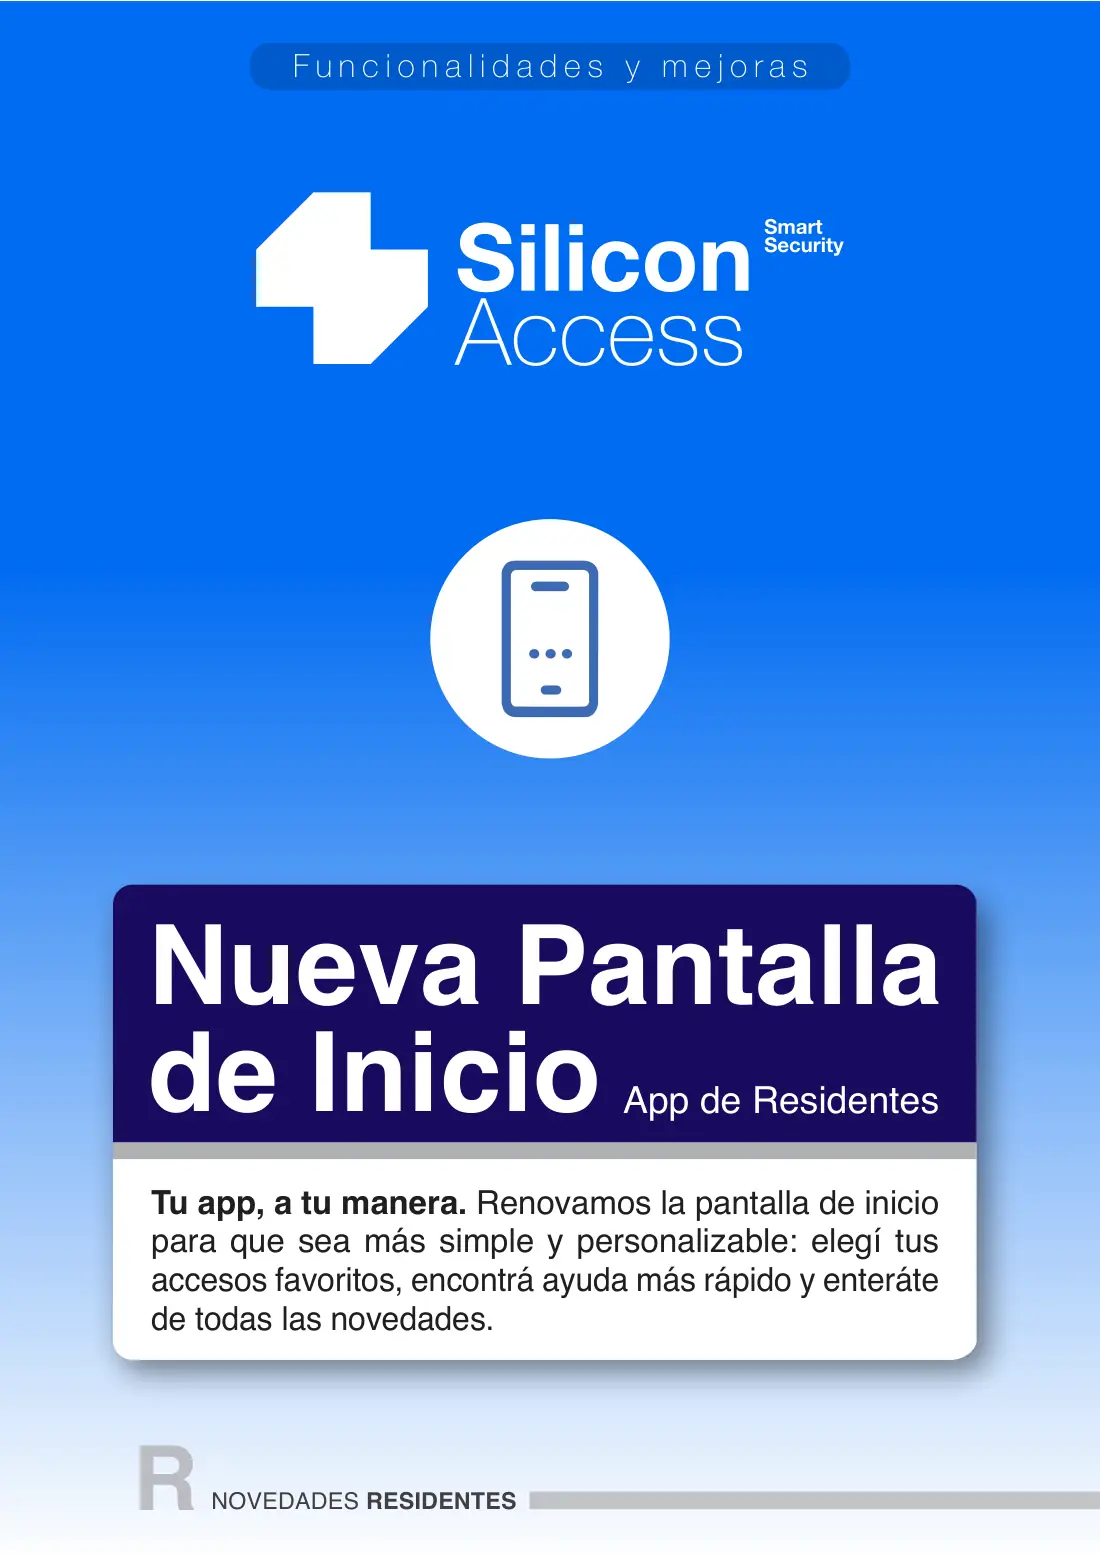 Funcionalidades y mejoras
Silicon
Access
Smart
Security
Nueva Pantalla
de Inicio App de Residentes
Tu app, a tu manera. Renovamos la pantalla de inicio
para que sea más simple y personalizable: elegí tus
accesos favoritos, encontrá ayuda más rápido y enteráte
de todas las novedades.
R NOVEDADES RESIDENTES